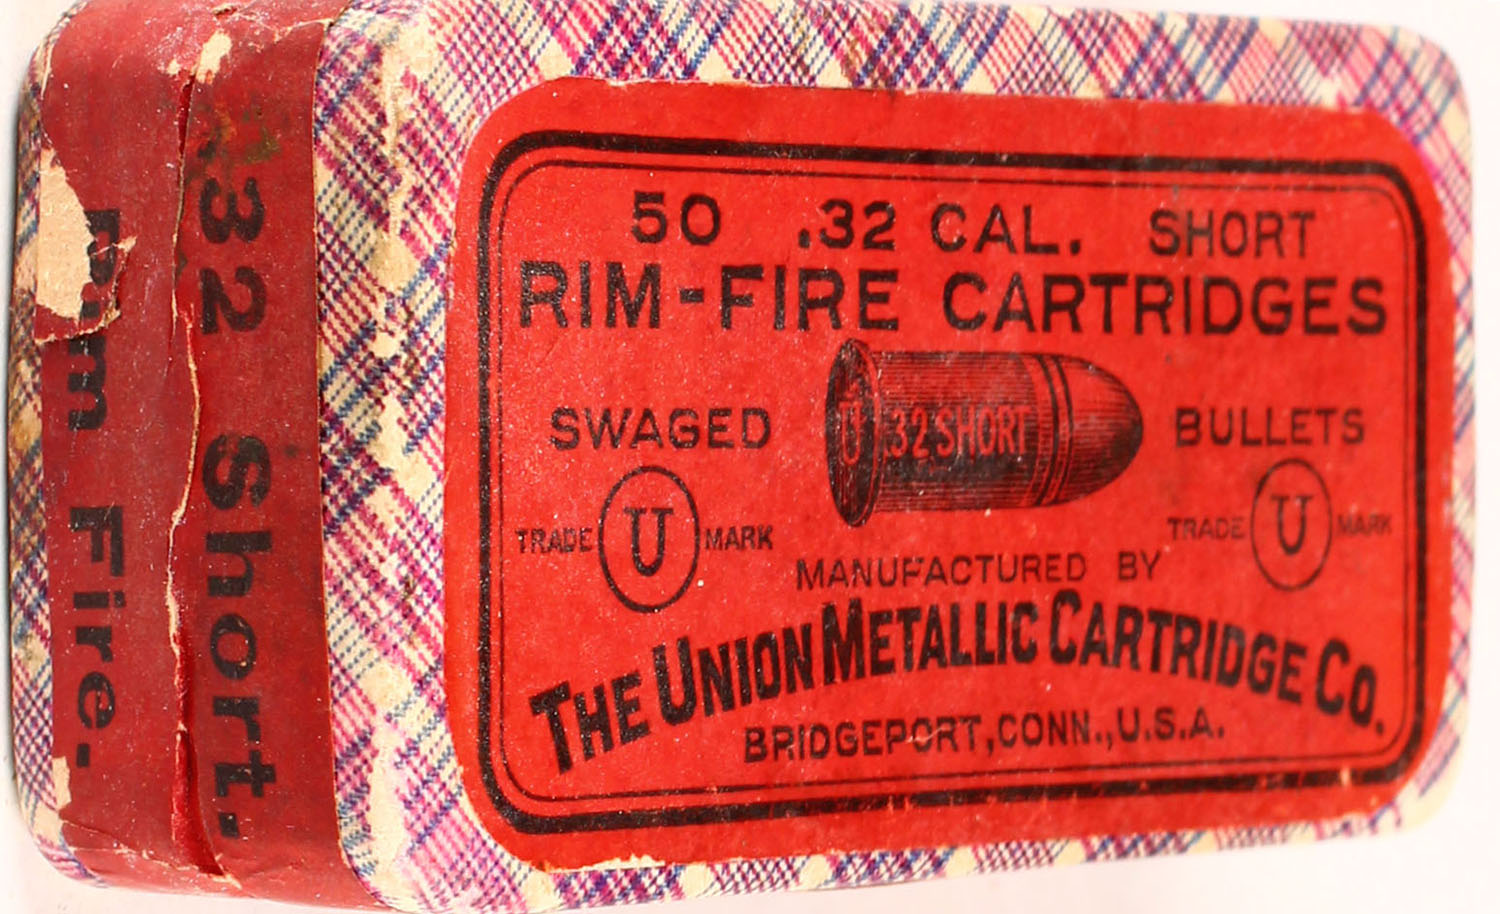 50 .32 CAL. SHORT
RIM-FIRE CARTRIDGES
SWAGED BULLETS
U .32 SHORT
TRADE U MARK
TRADE U MARK
MANUFACTURED BY
THE UNION METALLIC CARTRIDGE CO.
BRIDGEPORT, CONN., U.S.A.
32 Short.
Rim Fire.